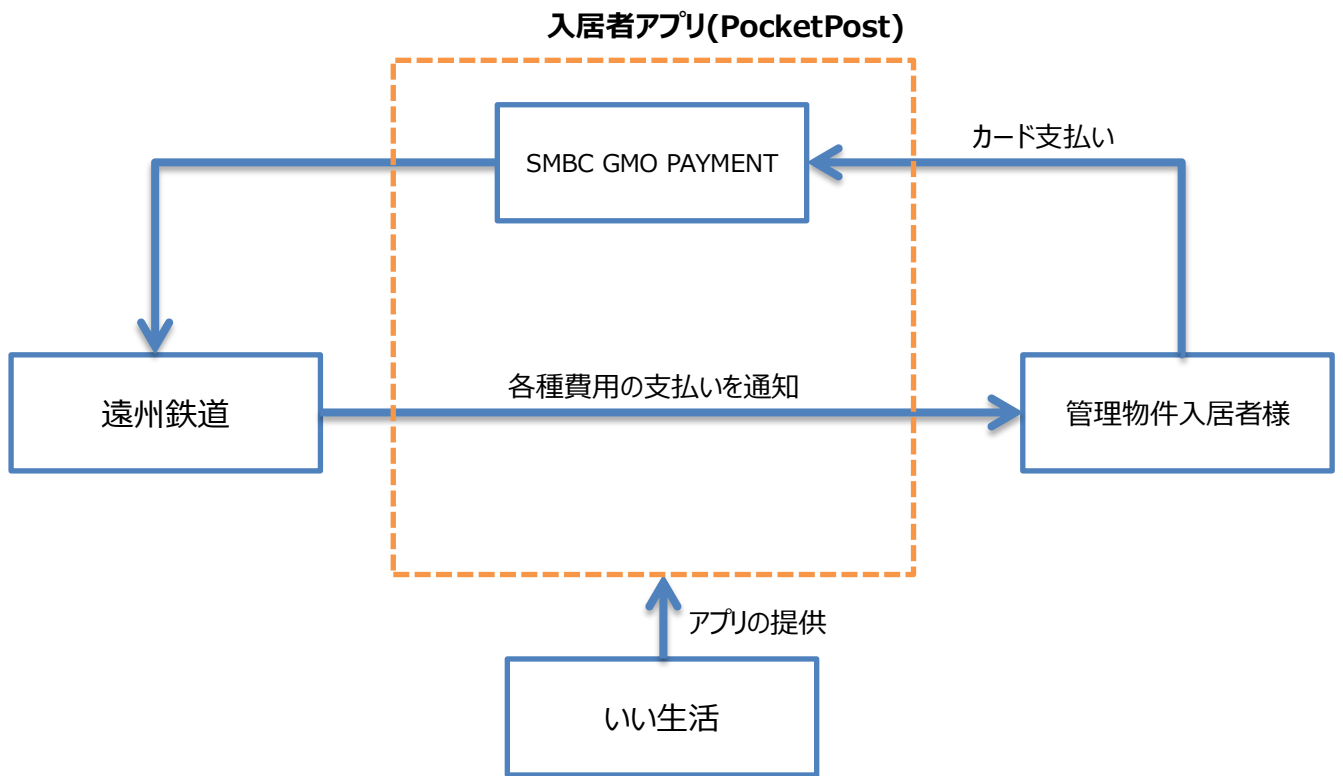 入居者アプリ(PocketPost)
SMBC GMO PAYMENT
カード支払い
遠州鉄道
各種費用の支払いを通知
管理物件入居者様
アプリの提供
いい生活